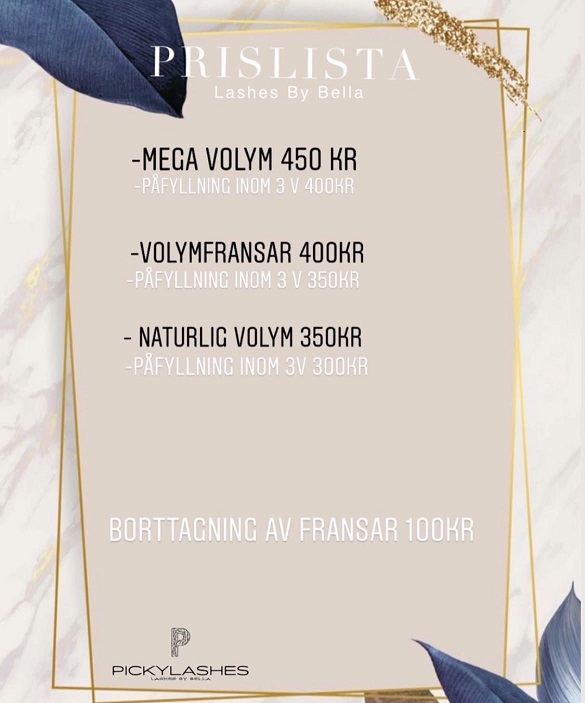 PRISLISTA
Lashes By Bella
-MEGA VOLYM 450 KR
-PÅFYLLNING INOM 3 V 400KR
-VOLYMFRANSAR 400KR
-PÅFYLLNING INOM 3 V 350KR
- NATURLIG VOLYM 350KR
-PÅFYLLNING INOM 3V 300KR
BORTTAGNING AV FRANSAR 100KR
P
PICKYLASHES
LASHES BY BELLA